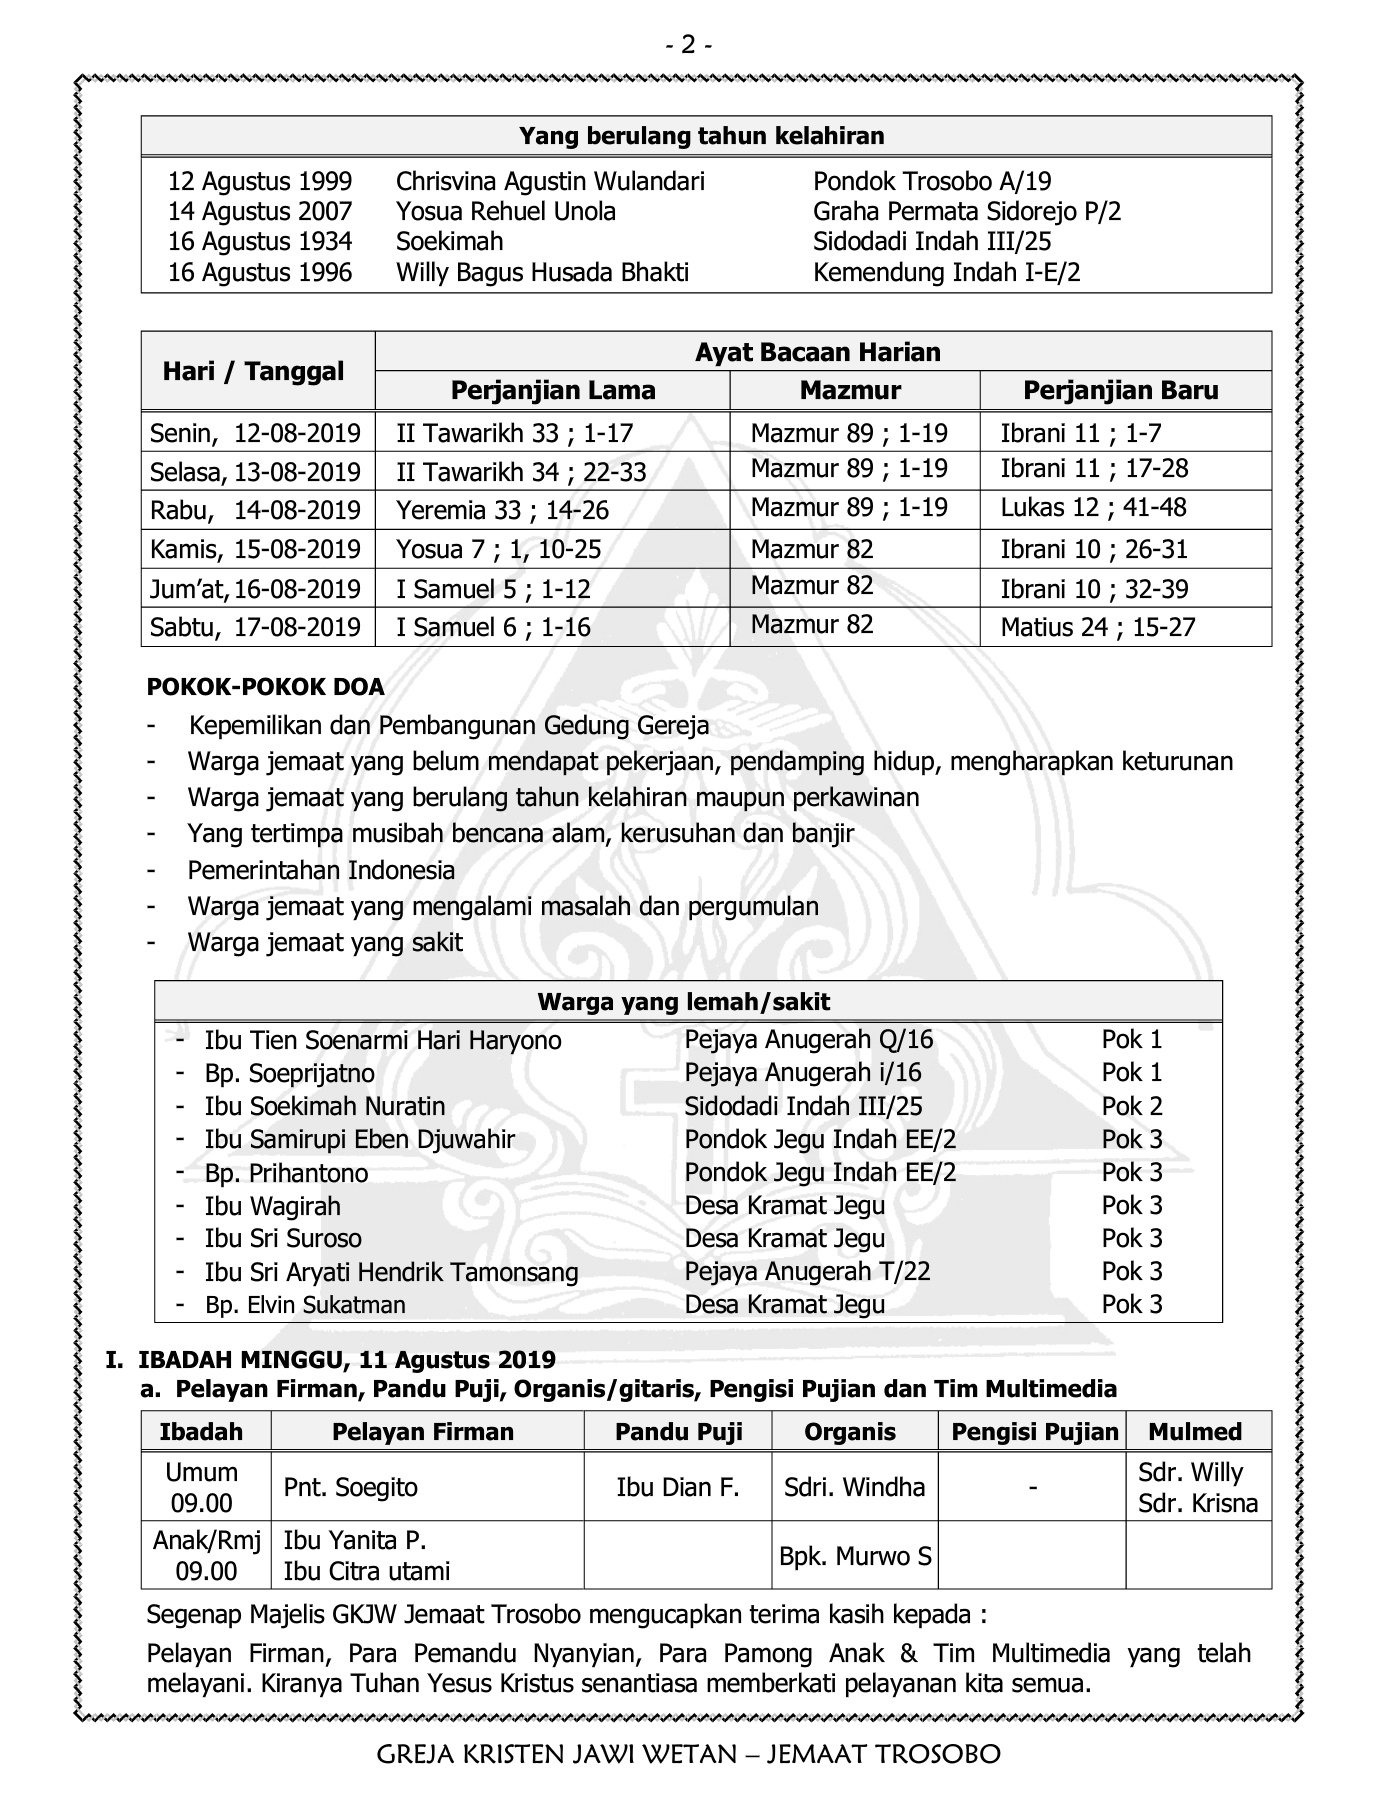 - 2 -
Yang berulang tahun kelahiran
12 Agustus 1999 Chrisvina Agustin Wulandari Pondok Trosobo A/19
14 Agustus 2007 Yosua Rehuel Unola Graha Permata Sidorejo P/2
16 Agustus 1934 Soekimah Sidodadi Indah III/25
16 Agustus 1996 Willy Bagus Husada Bhakti Kemendung Indah I-E/2
Hari / Tanggal Ayat Bacaan Harian
Perjanjian Lama Mazmur Perjanjian Baru
Senin, 12-08-2019 II Tawarikh 33 ; 1-17 Mazmur 89 ; 1-19 Ibrani 11 ; 1-7
Selasa, 13-08-2019 II Tawarikh 34 ; 22-33 Mazmur 89 ; 1-19 Ibrani 11 ; 17-28
Rabu, 14-08-2019 Yeremia 33 ; 14-26 Mazmur 89 ; 1-19 Lukas 12 ; 41-48
Kamis, 15-08-2019 Yosua 7 ; 1, 10-25 Mazmur 82 Ibrani 10 ; 26-31
Jum’at, 16-08-2019 I Samuel 5 ; 1-12 Mazmur 82 Ibrani 10 ; 32-39
Sabtu, 17-08-2019 I Samuel 6 ; 1-16 Mazmur 82 Matius 24 ; 15-27
POKOK-POKOK DOA
- Kepemilikan dan Pembangunan Gedung Gereja
- Warga jemaat yang belum mendapat pekerjaan, pendamping hidup, mengharapkan keturunan
- Warga jemaat yang berulang tahun kelahiran maupun perkawinan
- Yang tertimpa musibah bencana alam, kerusuhan dan banjir
- Pemerintahan Indonesia
- Warga jemaat yang mengalami masalah dan pergumulan
- Warga jemaat yang sakit
Warga yang lemah/sakit
- Ibu Tien Soenarmi Hari Haryono Pejaya Anugerah Q/16 Pok 1
- Bp. Soeprijatno Pejaya Anugerah i/16 Pok 1
- Ibu Soekimah Nuratin Sidodadi Indah III/25 Pok 2
- Ibu Samirupi Eben Djuwahir Pondok Jegu Indah EE/2 Pok 3
- Bp. Prihantono Pondok Jegu Indah EE/2 Pok 3
- Ibu Wagirah Desa Kramat Jegu Pok 3
- Ibu Sri Suroso Desa Kramat Jegu Pok 3
- Ibu Sri Aryati Hendrik Tamonsang Pejaya Anugerah T/22 Pok 3
- Bp. Elvin Sukatman Desa Kramat Jegu Pok 3
I. IBADAH MINGGU, 11 Agustus 2019
a. Pelayan Firman, Pandu Puji, Organis/gitaris, Pengisi Pujian dan Tim Multimedia
Ibadah Pelayan Firman Pandu Puji Organis Pengisi Pujian Mulmed
Umum Sdr. Willy
Pnt. Soegito Ibu Dian F. Sdri. Windha -
09.00 Sdr. Krisna
Anak/Rmj Ibu Yanita P.
Bpk. Murwo S
09.00 Ibu Citra utami
Segenap Majelis GKJW Jemaat Trosobo mengucapkan terima kasih kepada :
Pelayan Firman, Para Pemandu Nyanyian, Para Pamong Anak & Tim Multimedia yang telah
melayani. Kiranya Tuhan Yesus Kristus senantiasa memberkati pelayanan kita semua.
GREJA KRISTEN JAWI WETAN – JEMAAT TROSOBO